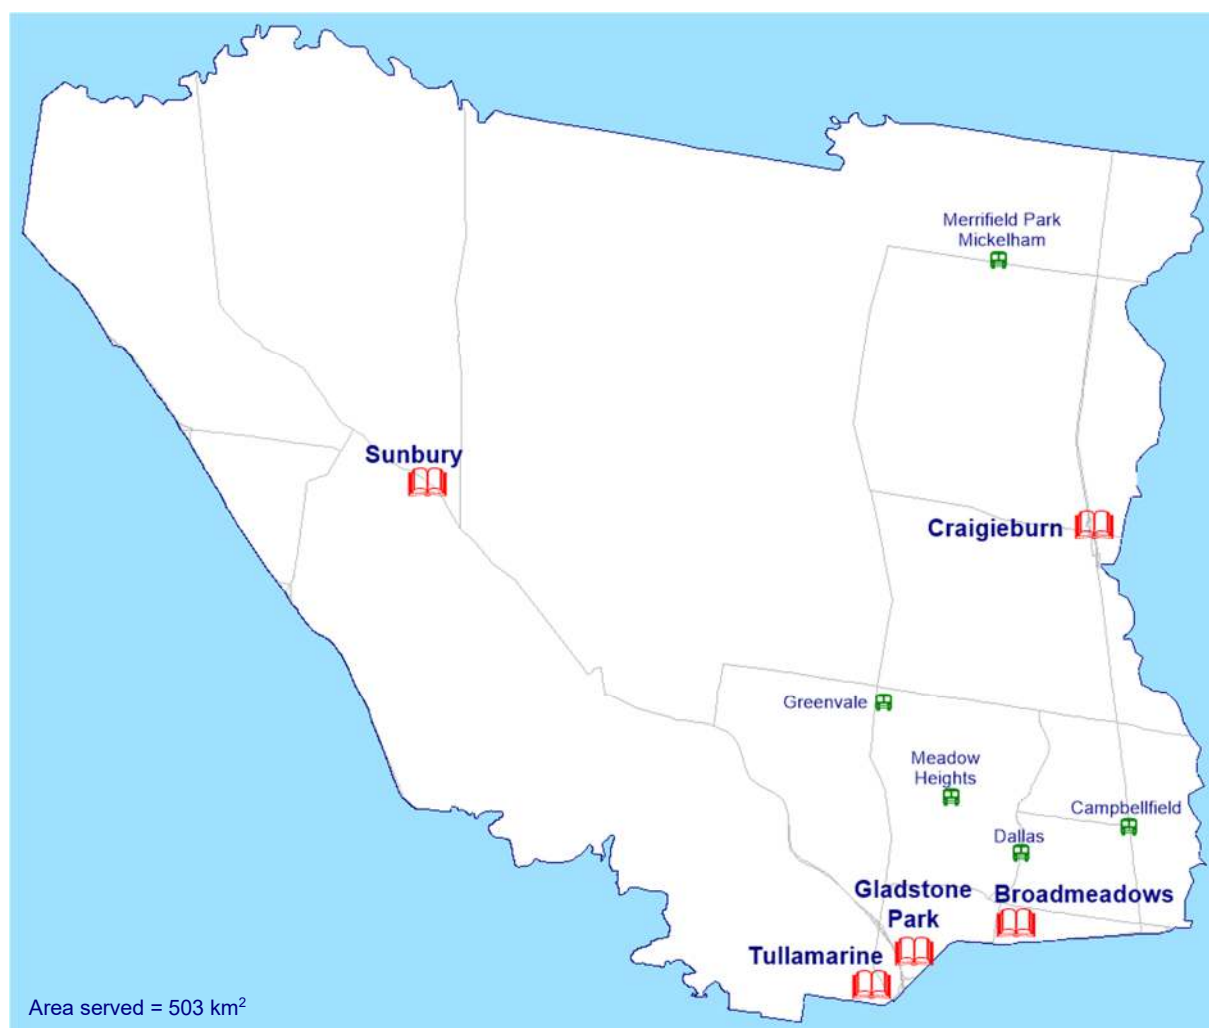 Merrifield Park
Mickelham
Sunbury
Craigieburn
Greenvale
Meadow
Heights
Campbellfield
Dallas
Gladstone
Park
Broadmeadows
Tullamarine
Area served = 503 km²